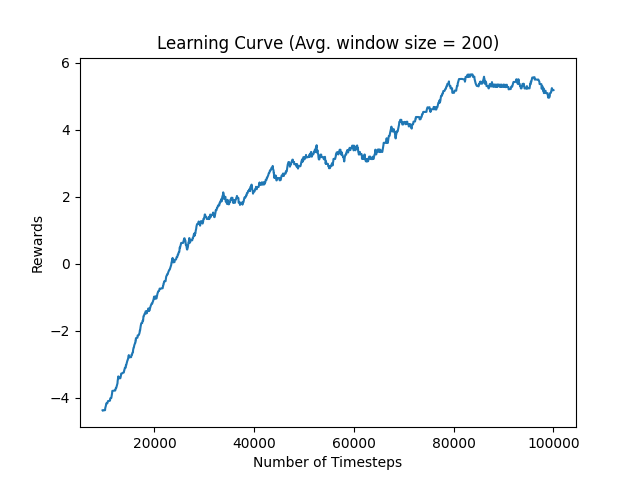 Learning Curve (Avg. window size = 200)
6
4
2
0
−2
−4
Rewards
20000 40000 60000 80000 100000
Number of Timesteps